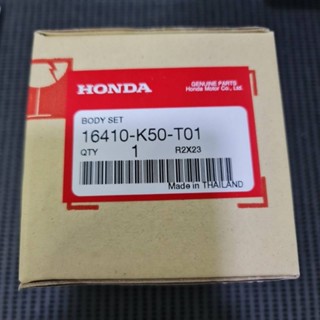 HONDA
GENUINE PARTS
Honda Motor Co., Ltd.
BODY SET
16410-K50-T01
QTY 1 R2X23
Made in THAILAND